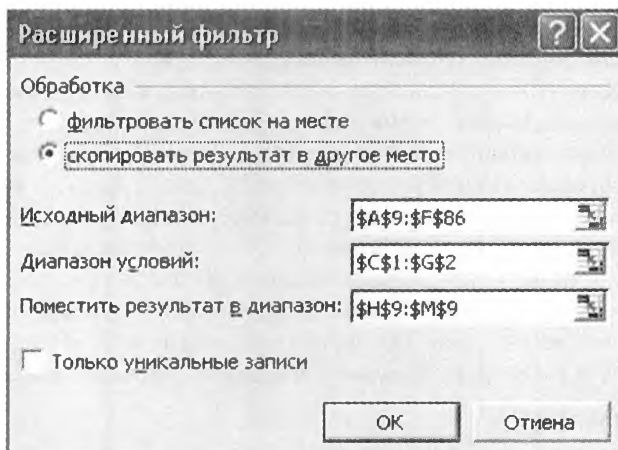 Расширенный фильтр
Обработка
фильтровать список на месте
скопировать результат в другое место
Исходный диапазон: $A$9:$F$86
Диапазон условий: $C$1:$G$2
Поместить результат в диапазон: $H$9:$M$9
Только уникальные записи
ОК Отмена